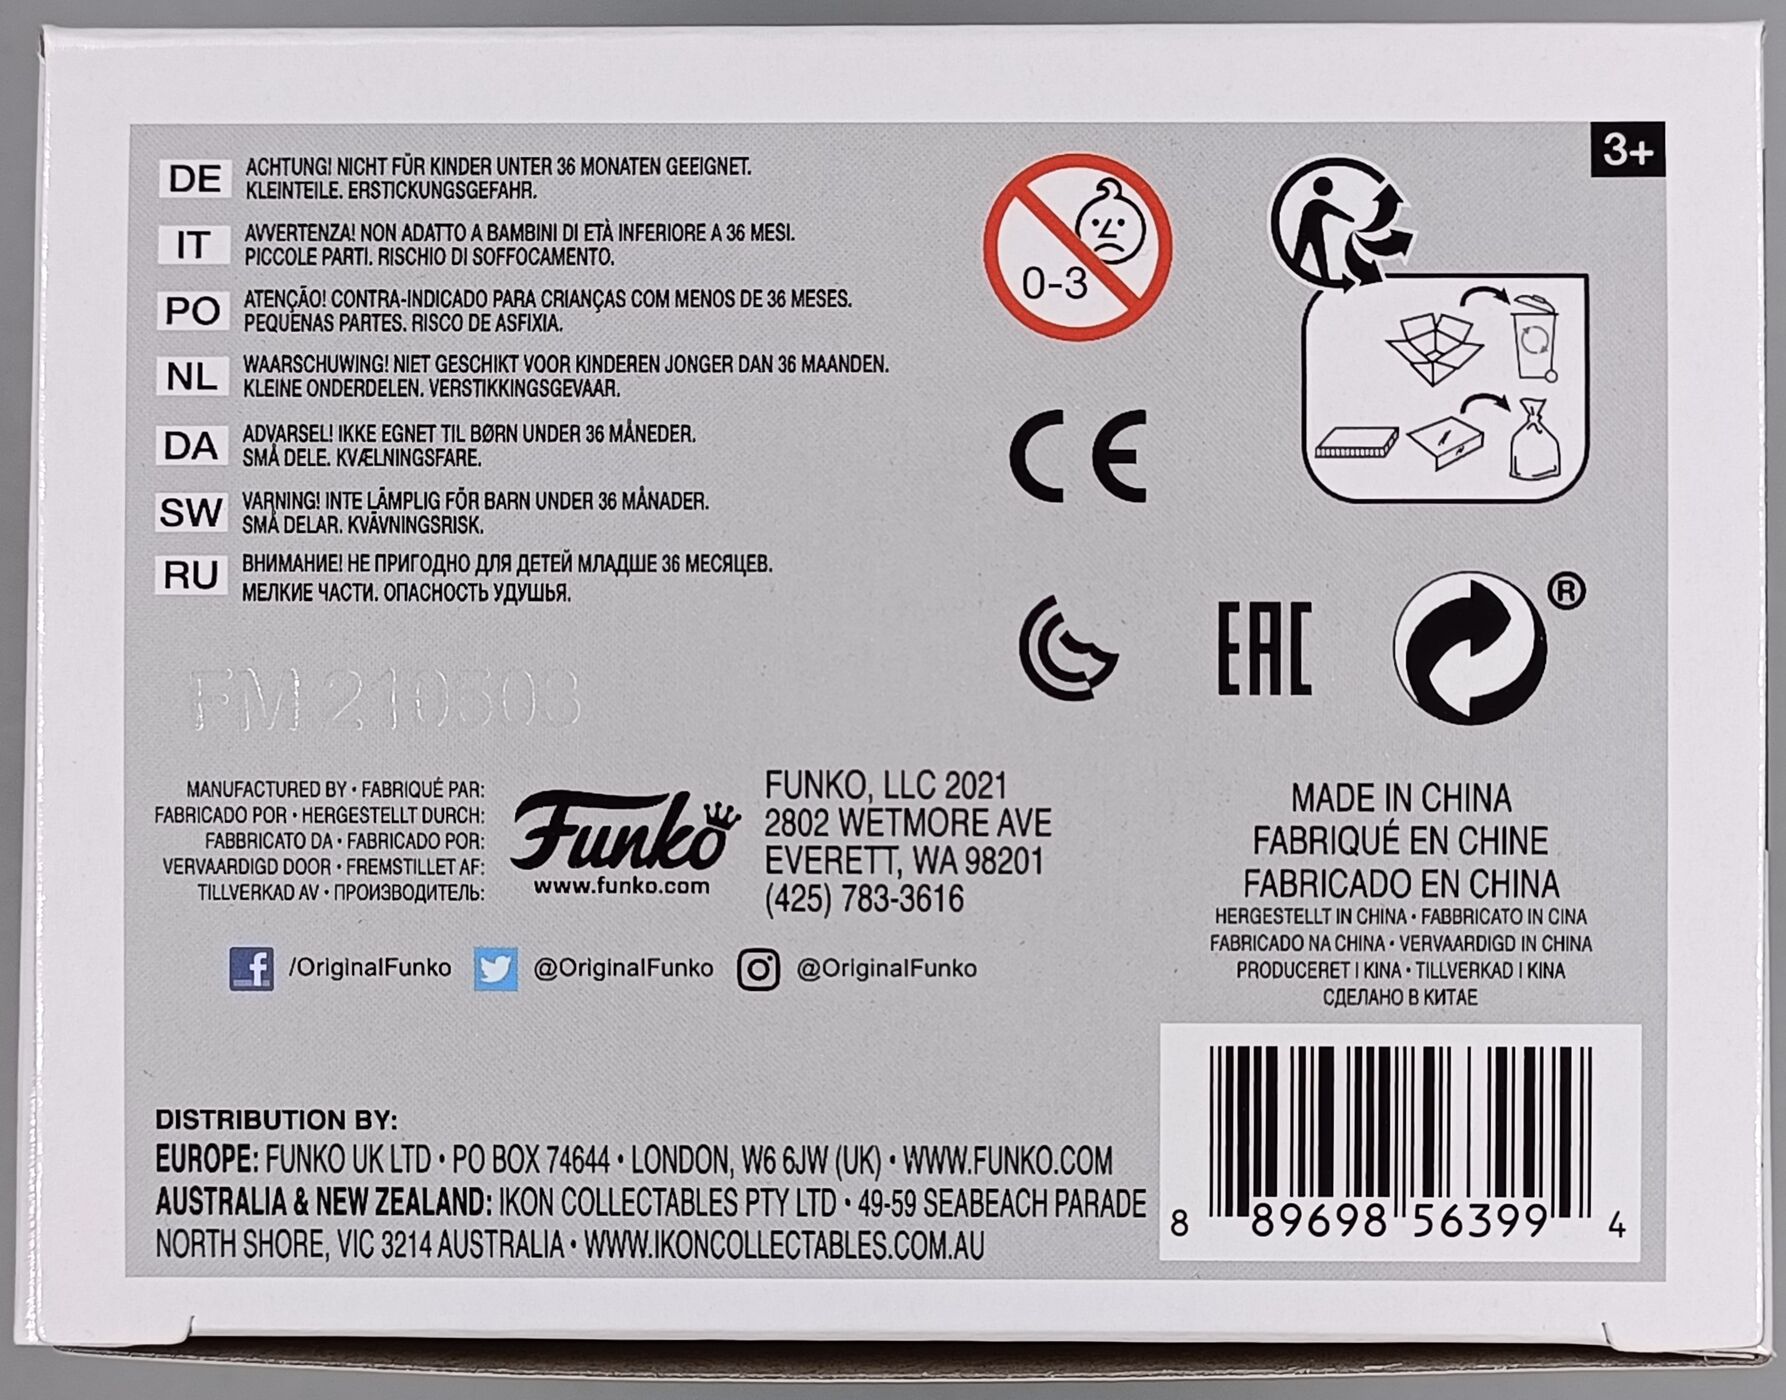 3+
DE
ACHTUNG! NICHT FÜR KINDER UNTER 36 MONATEN GEEIGNET.
KLEINTEILE. ERSTICKUNGSGEFAHR.
IT
AVVERTENZA! NON ADATTO A BAMBINI DI ETÀ INFERIORE A 36 MESI.
PICCOLE PARTI. RISCHIO DI SOFFOCAMENTO.
PO
ATENÇÃO! CONTRA-INDICADO PARA CRIANÇAS COM MENOS DE 36 MESES.
PEQUENAS PARTES. RISCO DE ASFIXIA.
NL
WAARSCHUWING! NIET GESCHIKT VOOR KINDEREN JONGER DAN 36 MAANDEN.
KLEINE ONDERDELEN. VERSTIKKINGSGEVAAR.
DA
ADVARSEL! IKKE EGNET TIL BØRN UNDER 36 MÅNEDER.
SMÅ DELE. KVÆLNINGSFARE.
SW
VARNING! INTE LÄMPLIG FÖR BARN UNDER 36 MÅNADER.
SMÅ DELAR. KVÄVNINGSRISK.
RU
ВНИМАНИЕ! НЕ ПРИГОДНО ДЛЯ ДЕТЕЙ МЛАДШЕ 36 МЕСЯЦЕВ.
МЕЛКИЕ ЧАСТИ. ОПАСНОСТЬ УДУШЬЯ.
0-3
CE
EAC
®
FM 210303
MANUFACTURED BY • FABRIQUÉ PAR:
FABRICADO POR • HERGESTELLT DURCH:
FABBRICATO DA • FABRICADO POR:
VERVAARDIGD DOOR • FREMSTILLET AF:
TILLVERKAD AV • ПРОИЗВОДИТЕЛЬ:
Funko
www.funko.com
FUNKO, LLC 2021
2802 WETMORE AVE
EVERETT, WA 98201
(425) 783-3616
f /OriginalFunko @OriginalFunko @OriginalFunko
MADE IN CHINA
FABRIQUÉ EN CHINE
FABRICADO EN CHINA
HERGESTELLT IN CHINA • FABBRICATO IN CINA
FABRICADO NA CHINA • VERVAARDIGD IN CHINA
PRODUCERET I KINA • TILLVERKAD I KINA
СДЕЛАНО В КИТАЕ
DISTRIBUTION BY:
EUROPE: FUNKO UK LTD • PO BOX 74644 • LONDON, W6 6JW (UK) • WWW.FUNKO.COM
AUSTRALIA & NEW ZEALAND: IKON COLLECTABLES PTY LTD • 49-59 SEABEACH PARADE
NORTH SHORE, VIC 3214 AUSTRALIA • WWW.IKONCOLLECTABLES.COM.AU
8 89698 56399 4